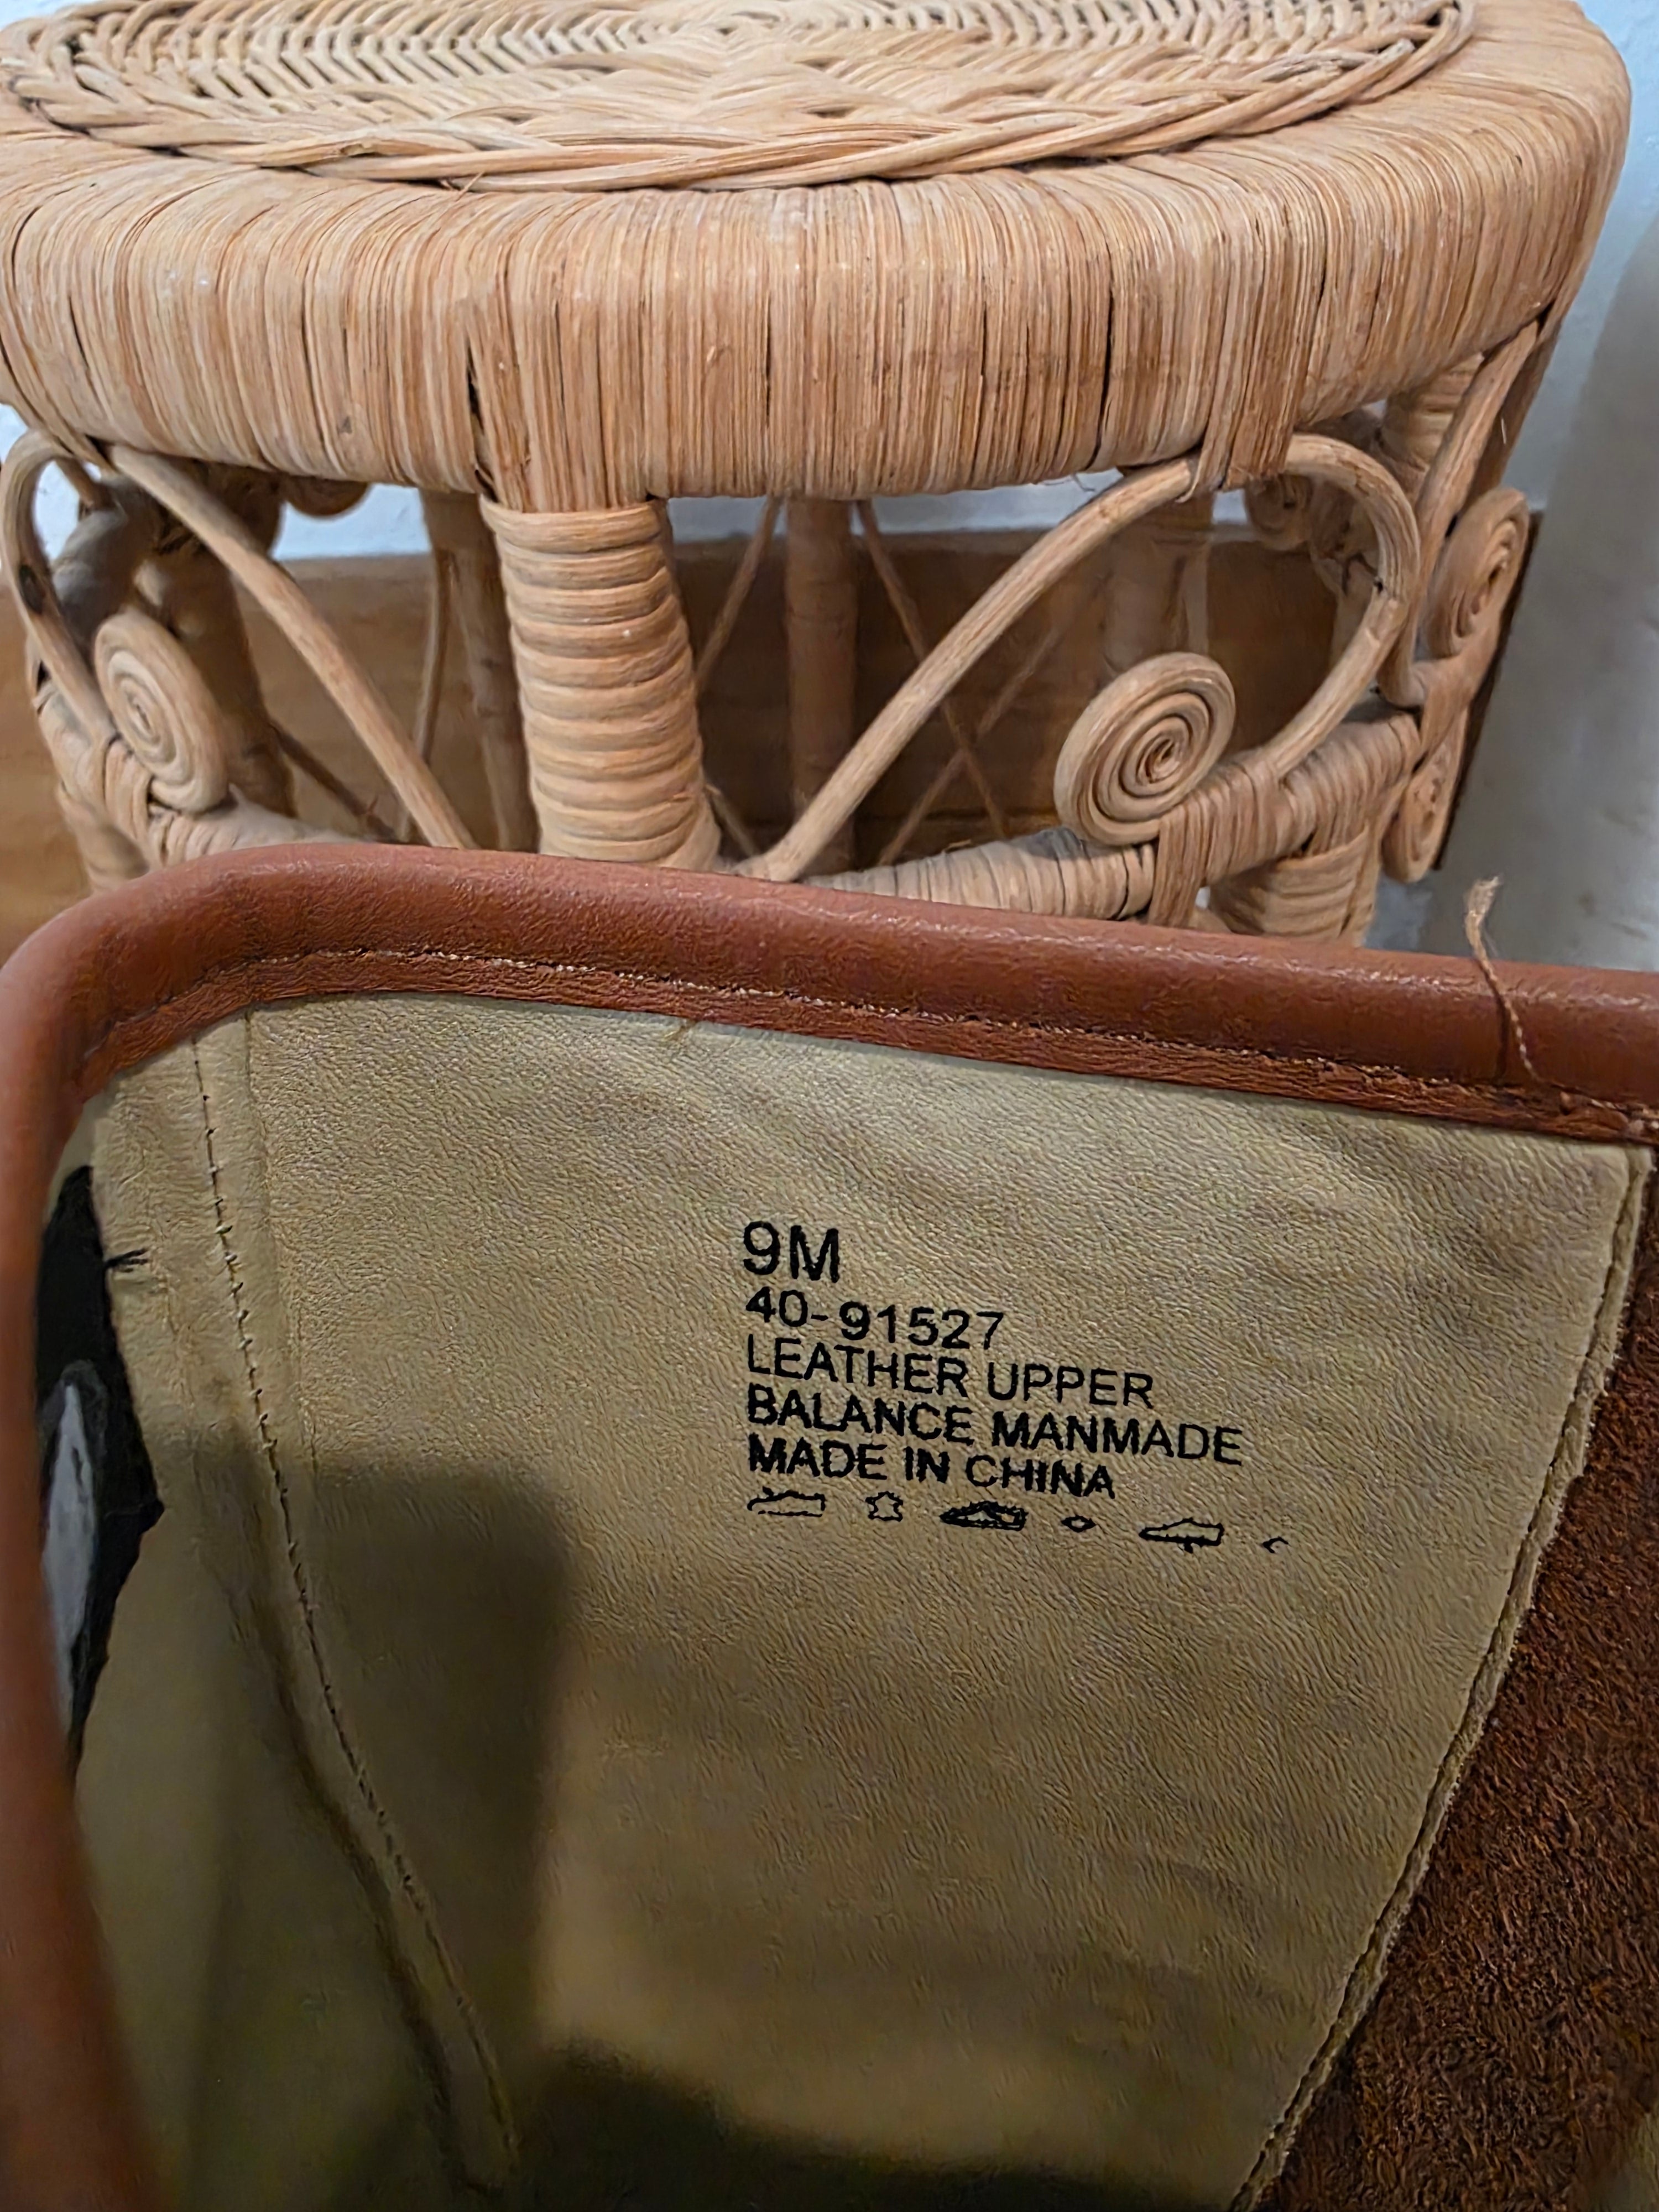 9M
40-91527
LEATHER UPPER
BALANCE MANMADE
MADE IN CHINA